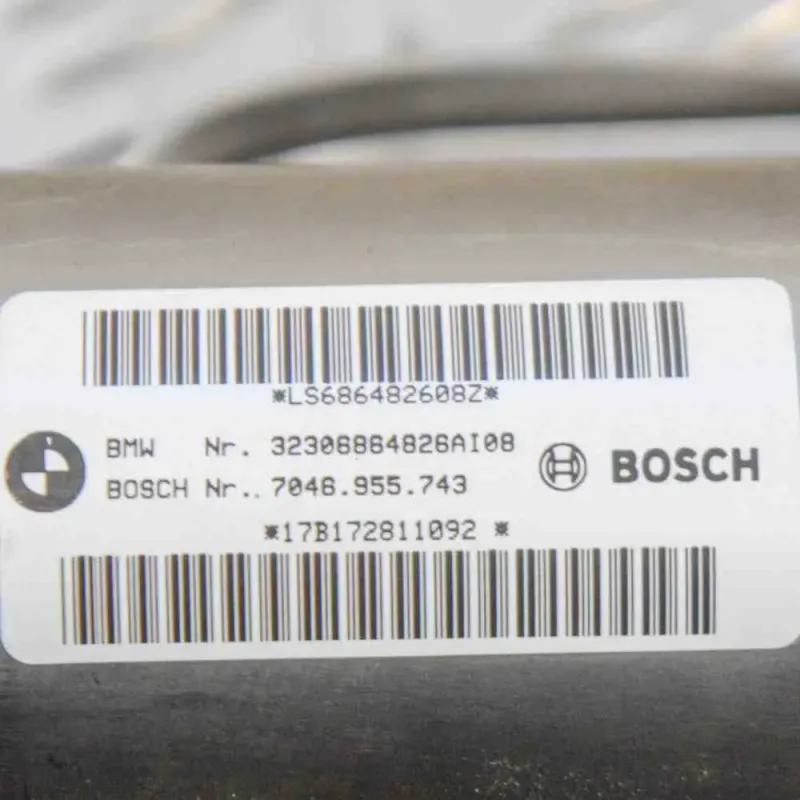 *LS686482608Z*
BMW Nr. 32306864826AI08
BOSCH Nr.. 7046.955.743
BOSCH
*17B172811092 *